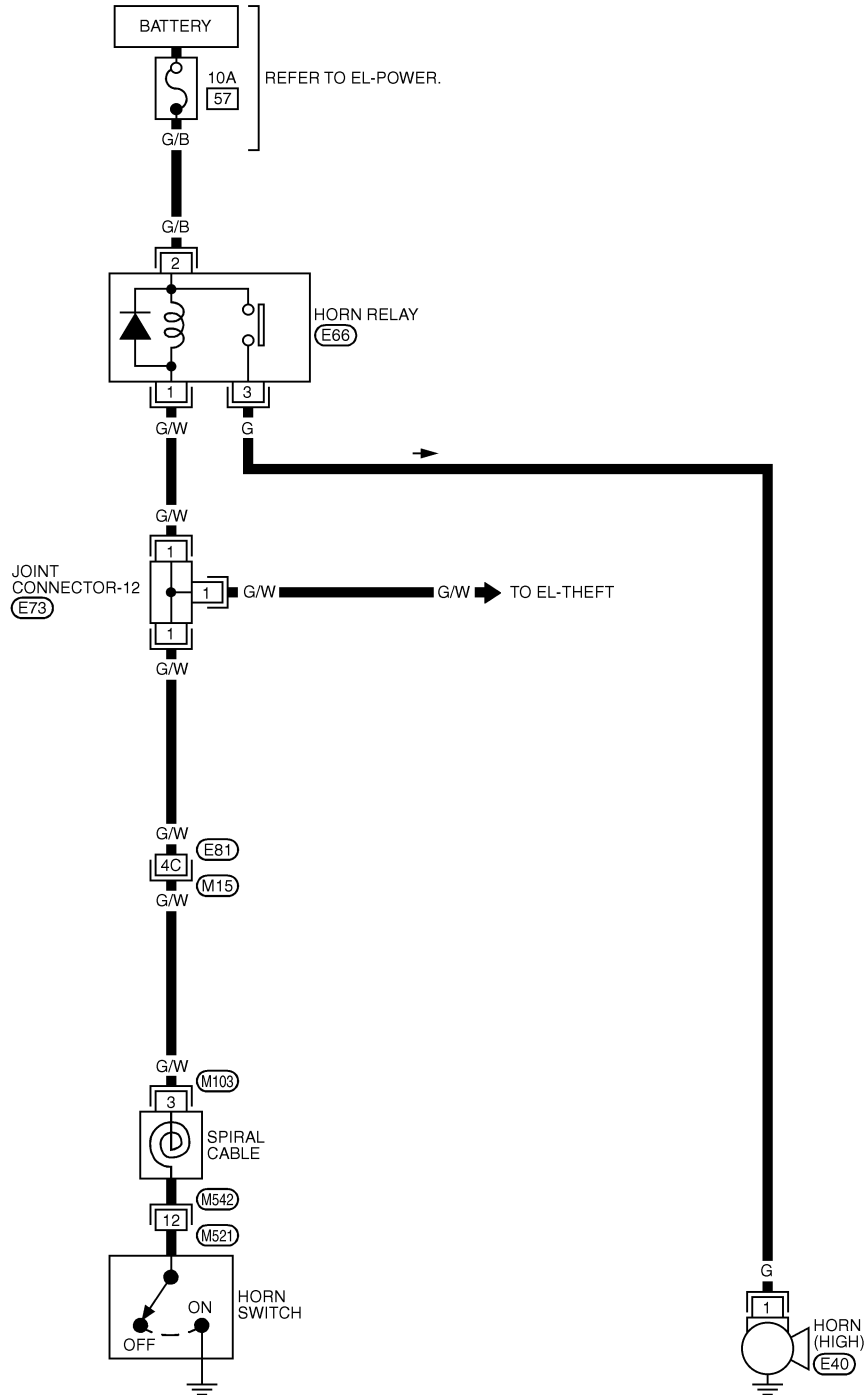 BATTERY
10A
57
REFER TO EL-POWER.
G/B
G/B
2
HORN RELAY
E66
1
3
G/W
G
G/W
1
JOINT
CONNECTOR-12
E73
1
G/W
G/W
TO EL-THEFT
1
G/W
G/W
E81
4C
M15
G/W
G/W
M103
3
SPIRAL
CABLE
M542
12
M521
HORN
SWITCH
ON
OFF
G
1
HORN
(HIGH)
E40